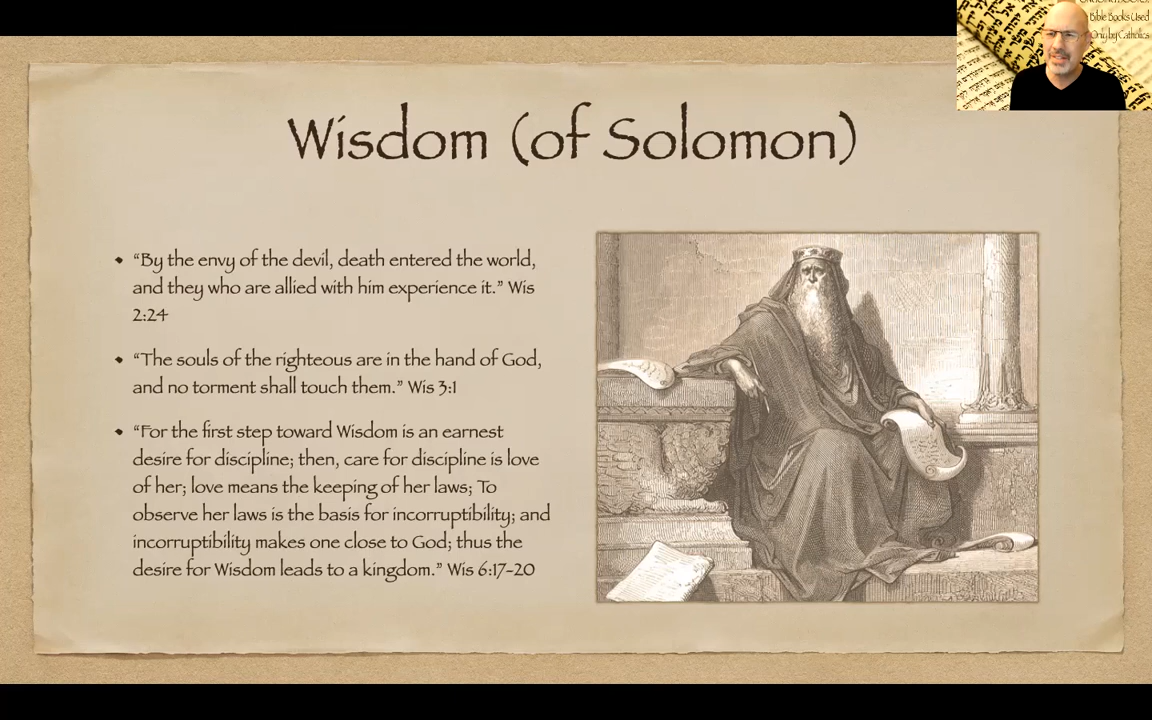 Bible Books Used
Only by Catholics
Wisdom (of Solomon)
“By the envy of the devil, death entered the world,
and they who are allied with him experience it.” Wis
2:24
“The souls of the righteous are in the hand of God,
and no torment shall touch them.” Wis 3:1
“For the first step toward Wisdom is an earnest
desire for discipline; then, care for discipline is love
of her; love means the keeping of her laws; To
observe her laws is the basis for incorruptibility; and
incorruptibility makes one close to God; thus the
desire for Wisdom leads to a kingdom.” Wis 6:17-20